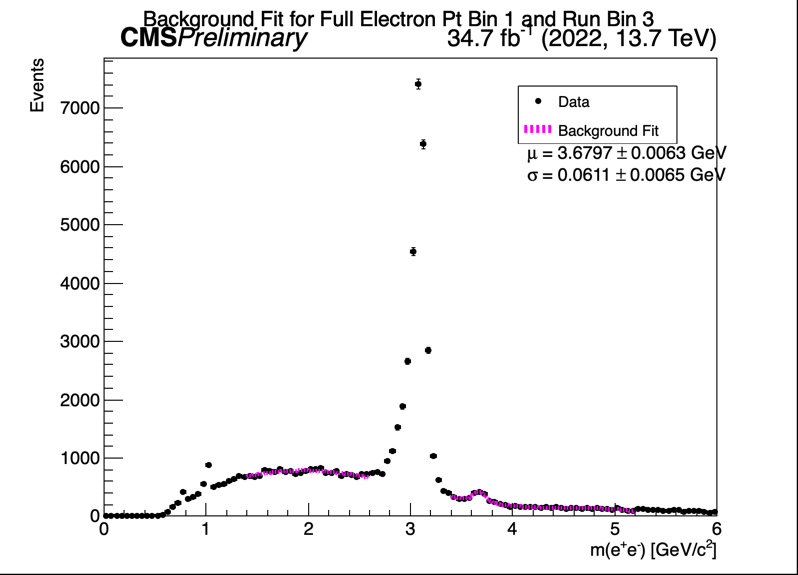 Background Fit for Full Electron Pt Bin 1 and Run Bin 3
CMS Preliminary 34.7 fb⁻¹ (2022, 13.7 TeV)
Events
7000
6000
5000
4000
3000
2000
1000
0
Data
Background Fit
μ = 3.6797 ± 0.0063 GeV
σ = 0.0611 ± 0.0065 GeV
0 1 2 3 4 5 6
m(e⁺e⁻) [GeV/c²]